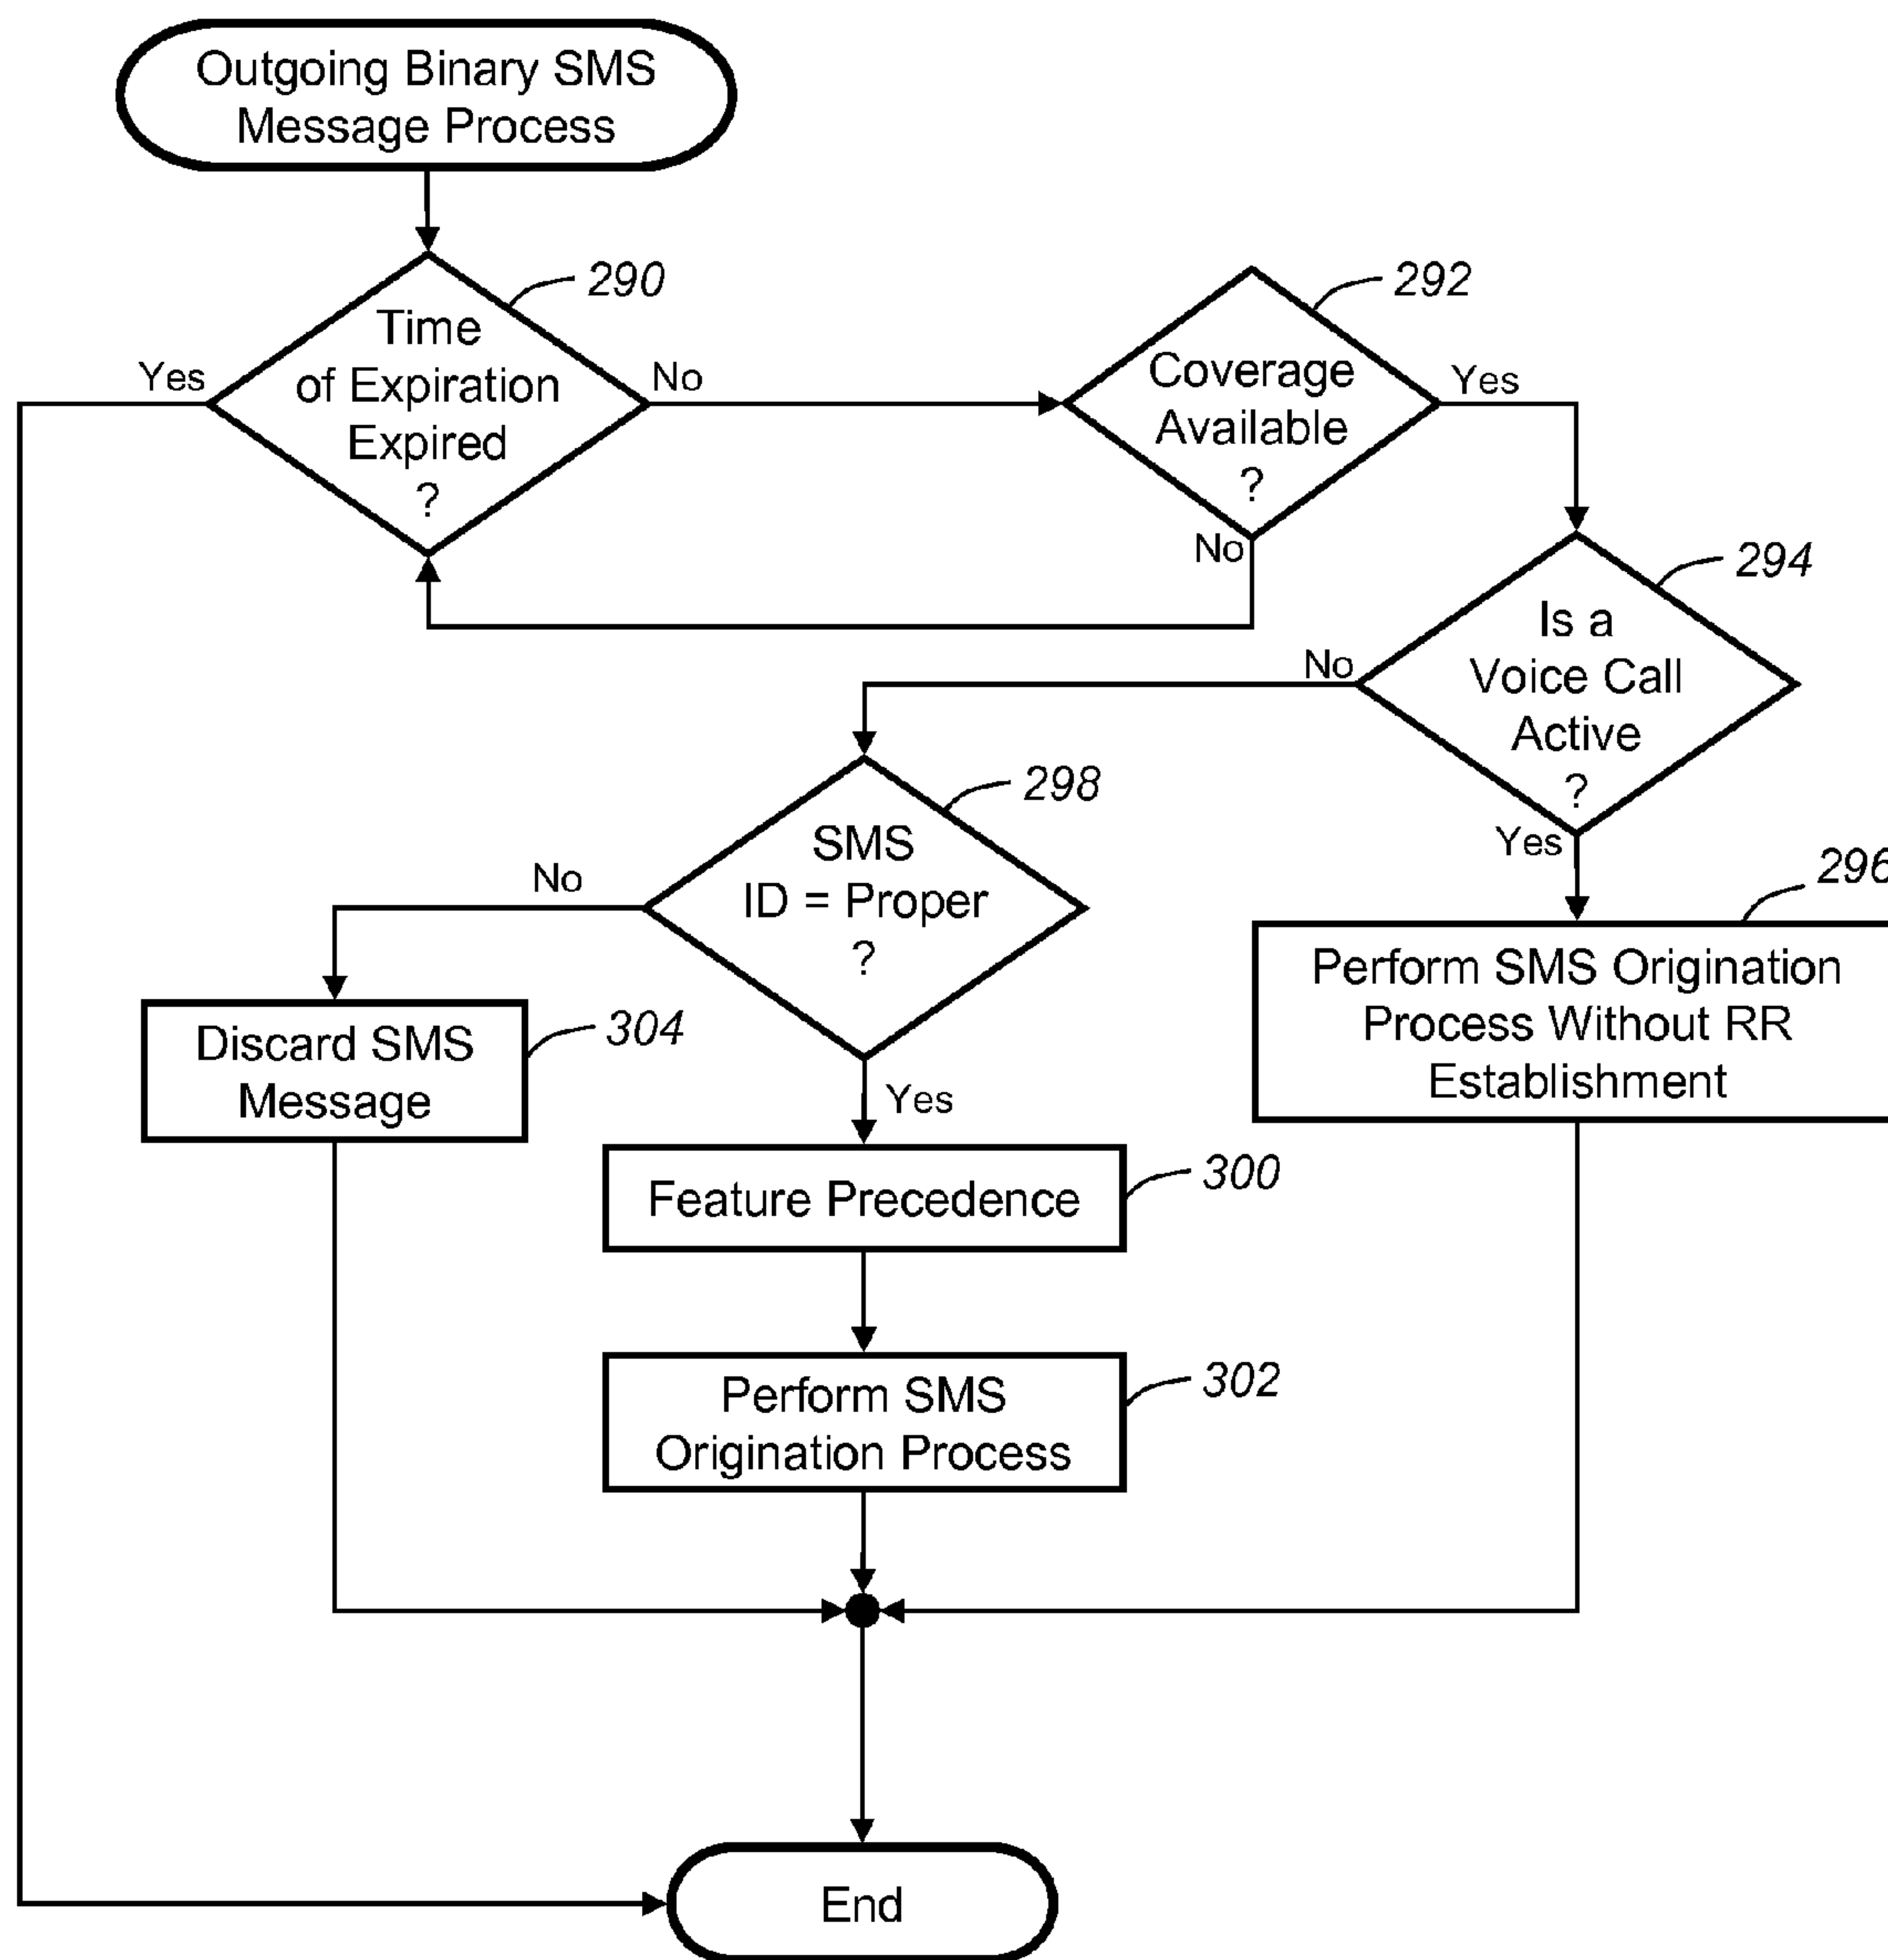 Outgoing Binary SMS
Message Process
290
Time
of Expiration
Expired
?
Yes
No
292
Coverage
Available
?
Yes
No
294
Is a
Voice Call
Active
?
No
Yes
298
SMS
ID = Proper
?
No
Yes
296
Perform SMS Origination
Process Without RR
Establishment
304
Discard SMS
Message
300
Feature Precedence
302
Perform SMS
Origination Process
End